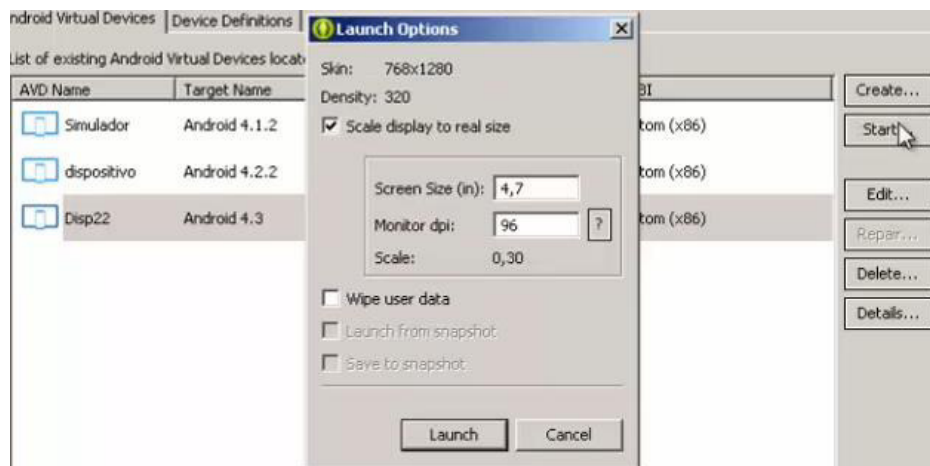 ndroid Virtual Devices
Device Definitions
List of existing Android Virtual Devices locat
AVD Name
Target Name
BI
Simulador
Android 4.1.2
tom (x86)
dispositivo
Android 4.2.2
tom (x86)
Disp22
Android 4.3
tom (x86)
Launch Options
Skin: 768x1280
Density: 320
Scale display to real size
Screen Size (in): 4,7
Monitor dpi: 96 ?
Scale: 0,30
Wipe user data
Launch from snapshot
Save to snapshot
Launch
Cancel
Create...
Start...
Edit...
Repair...
Delete...
Details...